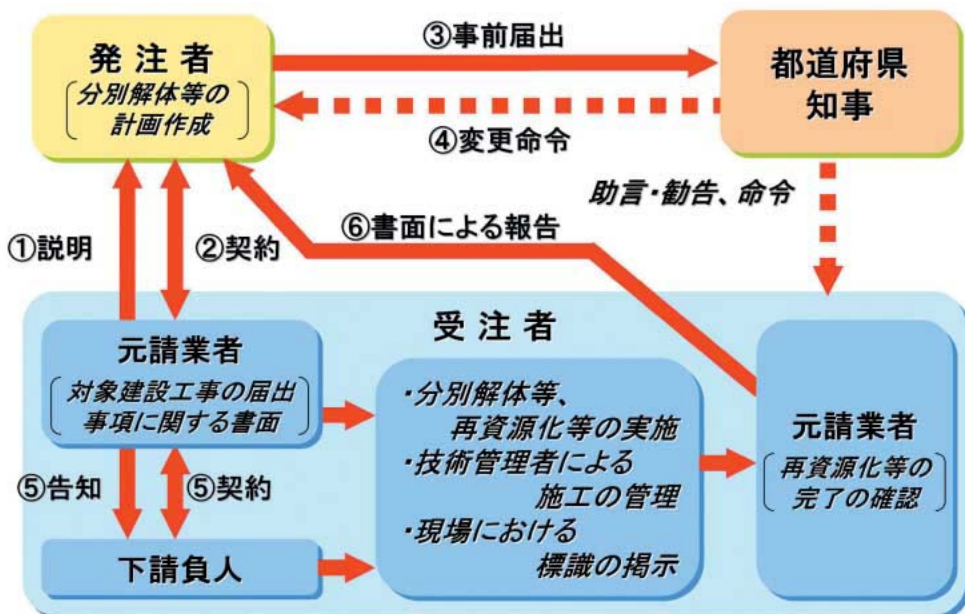 発注者
分別解体等の
計画作成
③事前届出
都道府県
知事
④変更命令
助言・勧告、命令
①説明
②契約
⑥書面による報告
受注者
元請業者
対象建設工事の届出
事項に関する書面
⑤告知
⑤契約
下請負人
・分別解体等、
再資源化等の実施
・技術管理者による
施工の管理
・現場における
標識の掲示
元請業者
再資源化等の
完了の確認